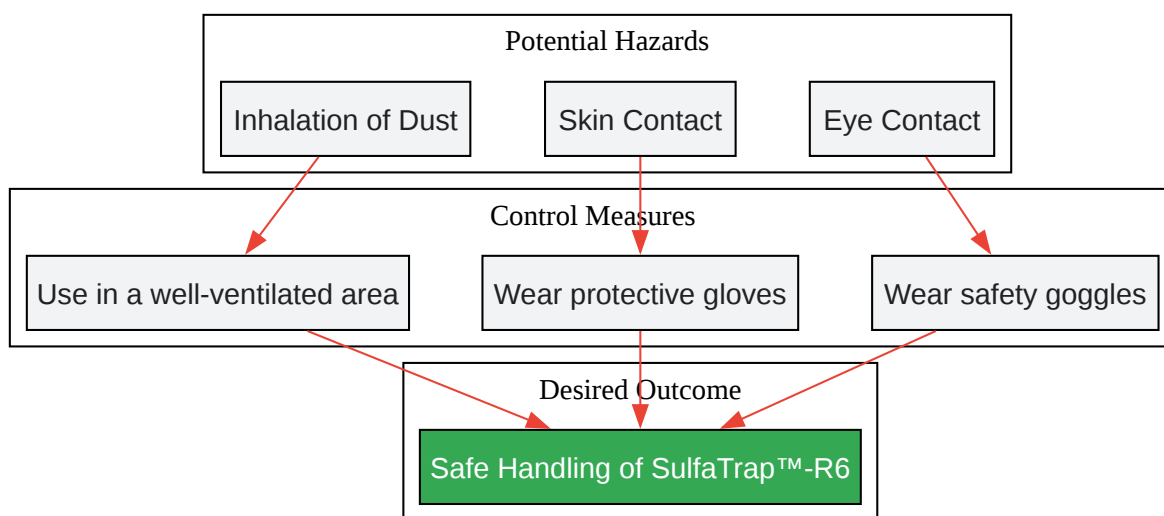 Potential Hazards
Inhalation of Dust
Skin Contact
Eye Contact
Control Measures
Use in a well-ventilated area
Wear protective gloves
Wear safety goggles
Desired Outcome
Safe Handling of SulfaTrap™-R6